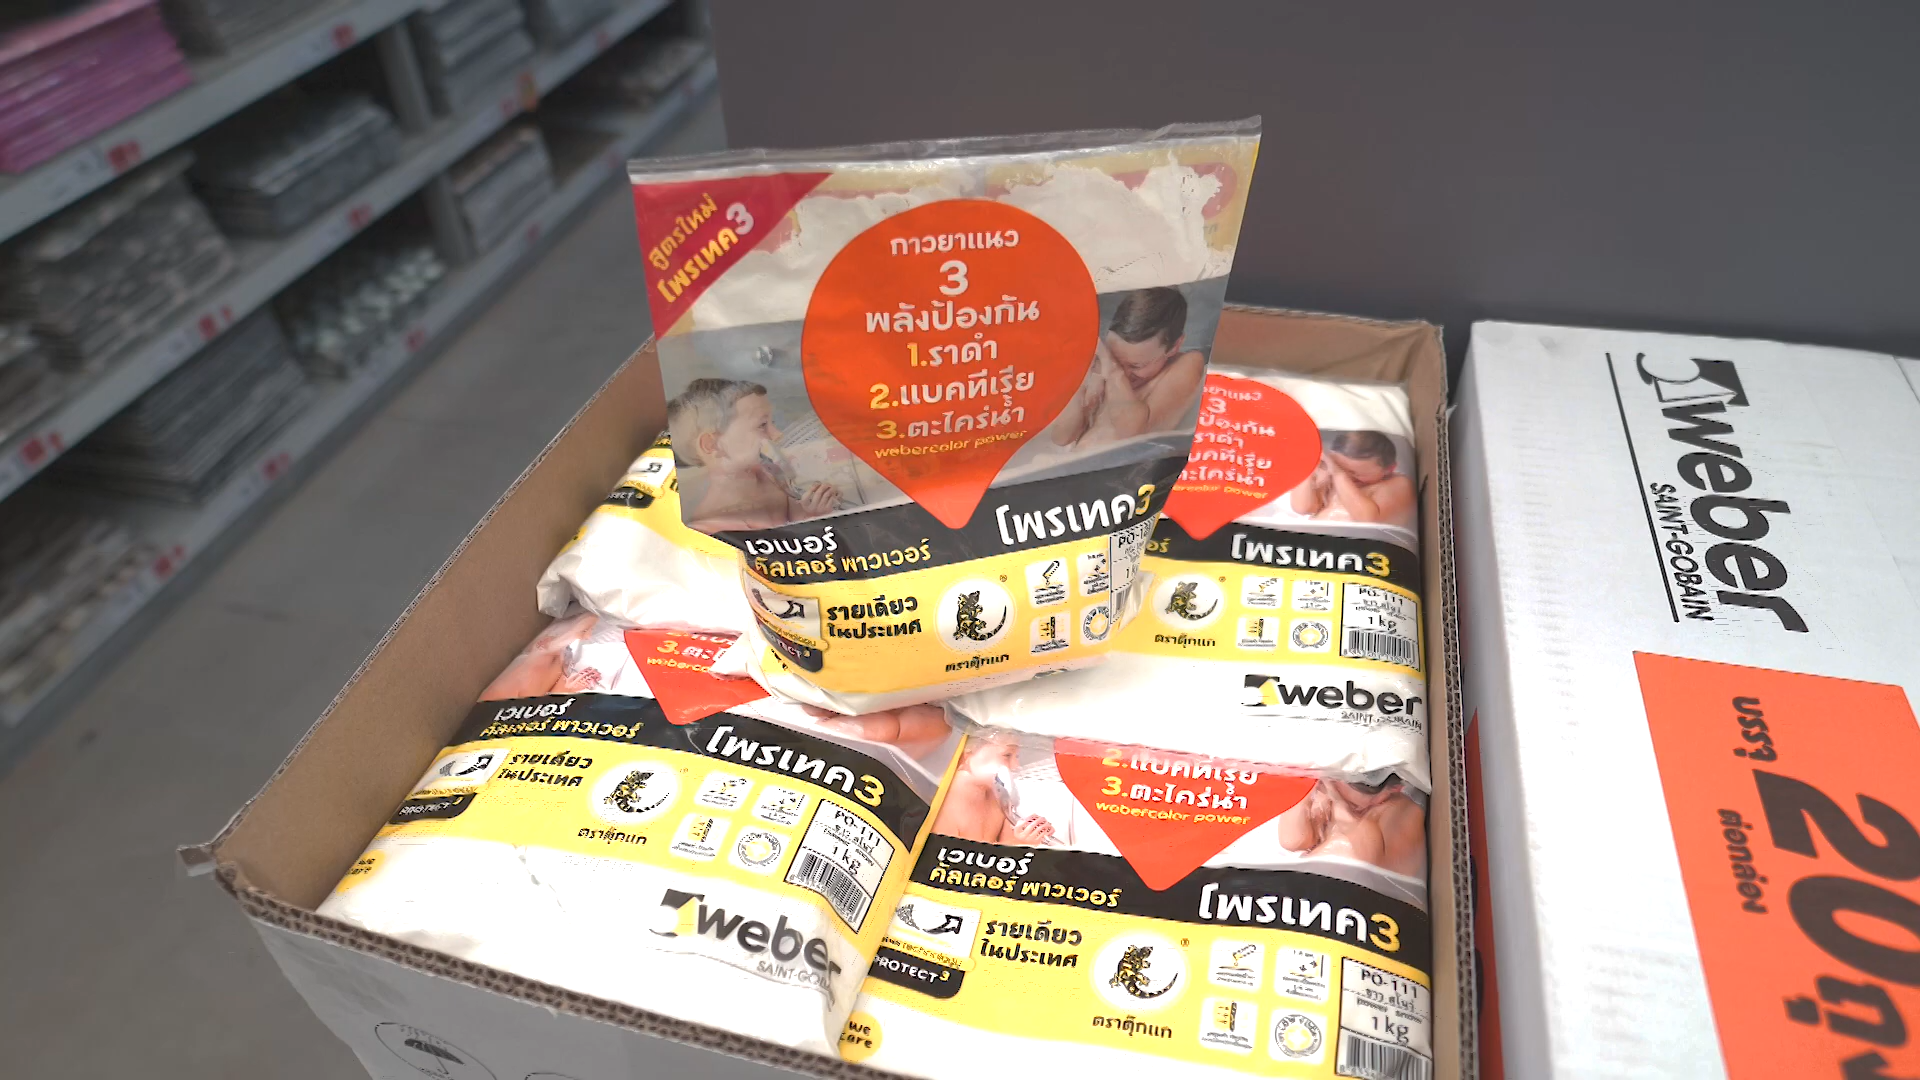 สูตรใหม่
โพรเทค3
กาวยาแนว
3
พลังป้องกัน
1.ราดำ
2.แบคทีเรีย
3.ตะไคร่น้ำ
webercolor power
เวเบอร์
คัลเลอร์ พาวเวอร์
โพรเทค3
รายเดียว
ในประเทศ
ตราตุ๊กแก
3
ตะไคร่น้ำ
โพรเทค3
ตราตุ๊กแก
PO-111
1 kg
weber
SAINT-GOBAIN
เวเบอร์
คัลเลอร์ พาวเวอร์
โพรเทค3
รายเดียว
ในประเทศ
PROTECT3
ตราตุ๊กแก
PO-111
1 kg
weber
2.แบคทีเรีย
3.ตะไคร่น้ำ
webercolor power
เวเบอร์
คัลเลอร์ พาวเวอร์
โพรเทค3
รายเดียว
ในประเทศ
PROTECT3
ตราตุ๊กแก
PO-111
1 kg
we
care
weber
SAINT-GOBAIN
บรรจุ
20
ต่อกล่อง